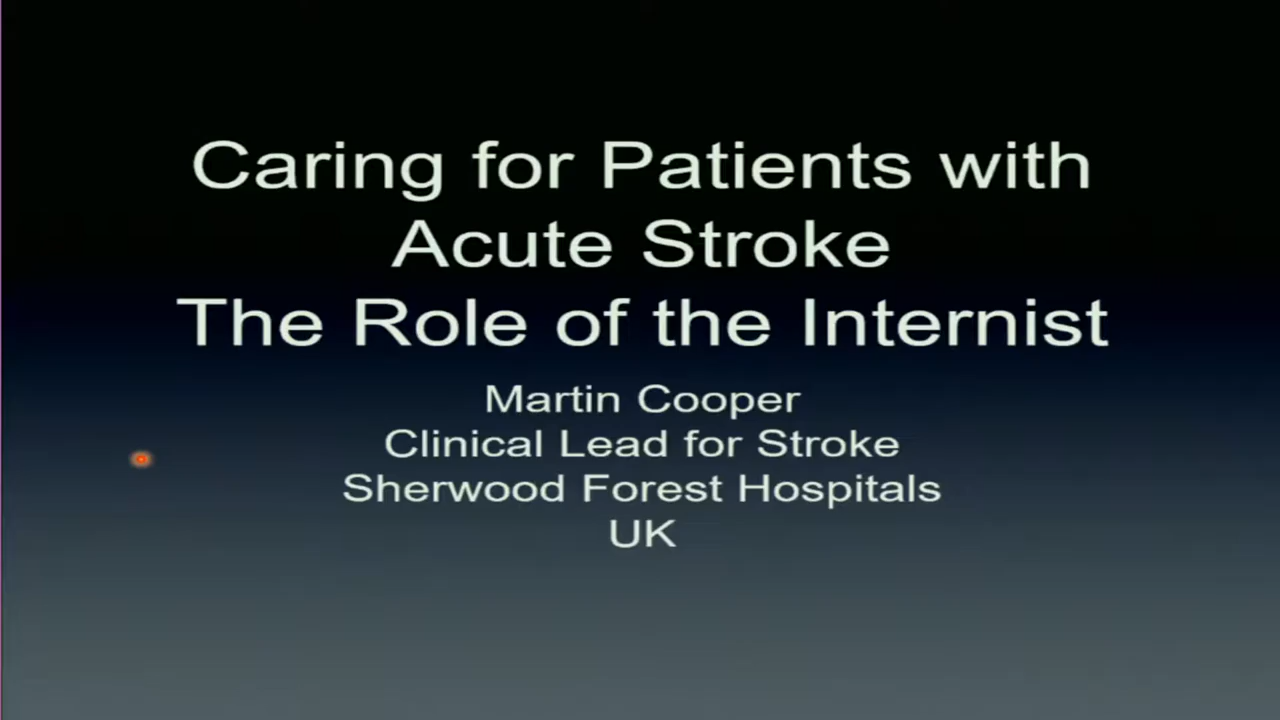 Caring for Patients with
Acute Stroke
The Role of the Internist
Martin Cooper
Clinical Lead for Stroke
Sherwood Forest Hospitals
UK